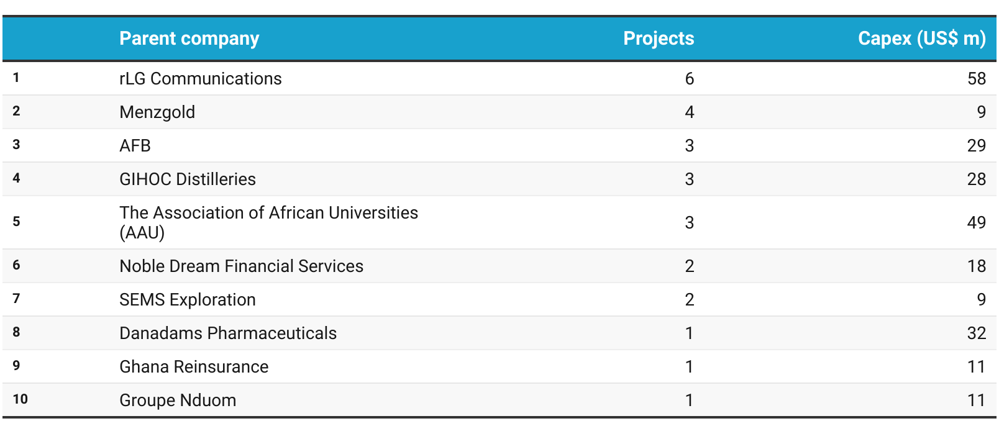 Parent company Projects Capex (US$ m)
1 rLG Communications 6 58
2 Menzgold 4 9
3 AFB 3 29
4 GIHOC Distilleries 3 28
5 The Association of African Universities
(AAU) 3 49
6 Noble Dream Financial Services 2 18
7 SEMS Exploration 2 9
8 Danadams Pharmaceuticals 1 32
9 Ghana Reinsurance 1 11
10 Groupe Nduom 1 11